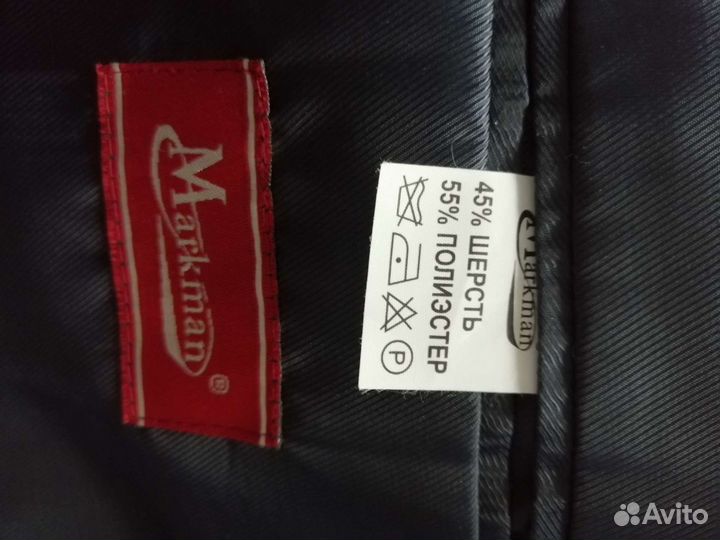 Markman
®
Markman
45% ШЕРСТЬ
55% ПОЛИЭСТЕР
P
Avito